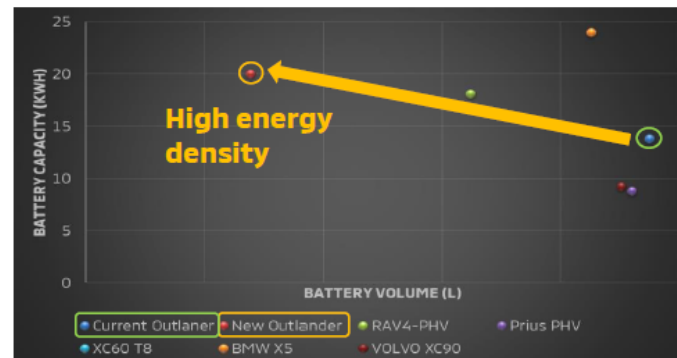 25
20
15
10
5
0
BATTERY CAPACITY (KWH)
High energy
density
BATTERY VOLUME (L)
Current Outlaner New Outlander RAV4-PHV Prius PHV
XC60 T8 BMW X5 VOLVO XC90